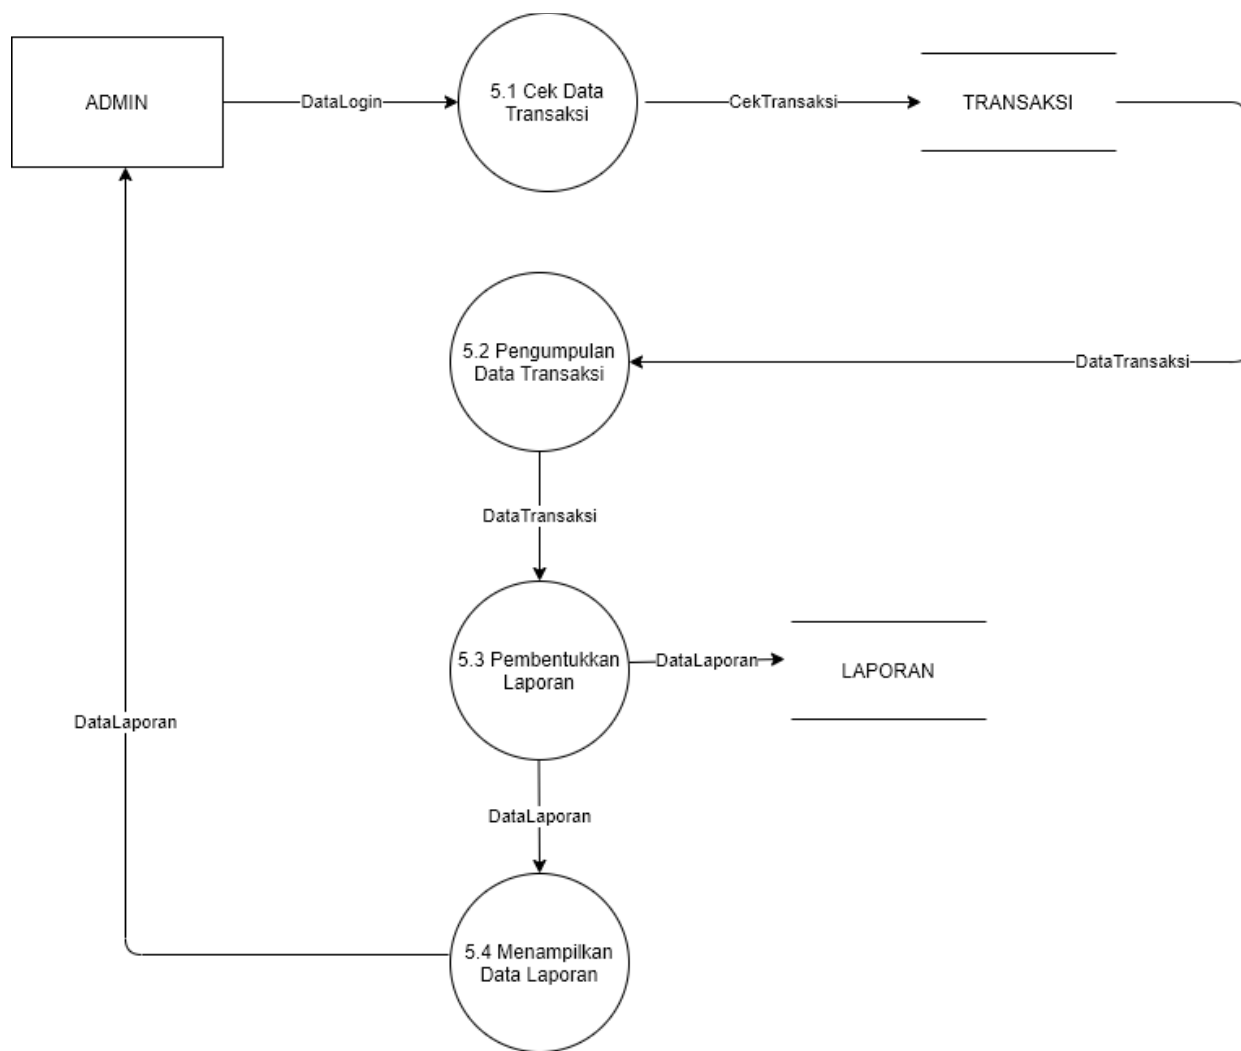 ADMIN
DataLogin
5.1 Cek Data
Transaksi
CekTransaksi
TRANSAKSI
5.2 Pengumpulan
Data Transaksi
DataTransaksi
DataTransaksi
5.3 Pembentukkan
Laporan
DataLaporan
LAPORAN
DataLaporan
DataLaporan
5.4 Menampilkan
Data Laporan